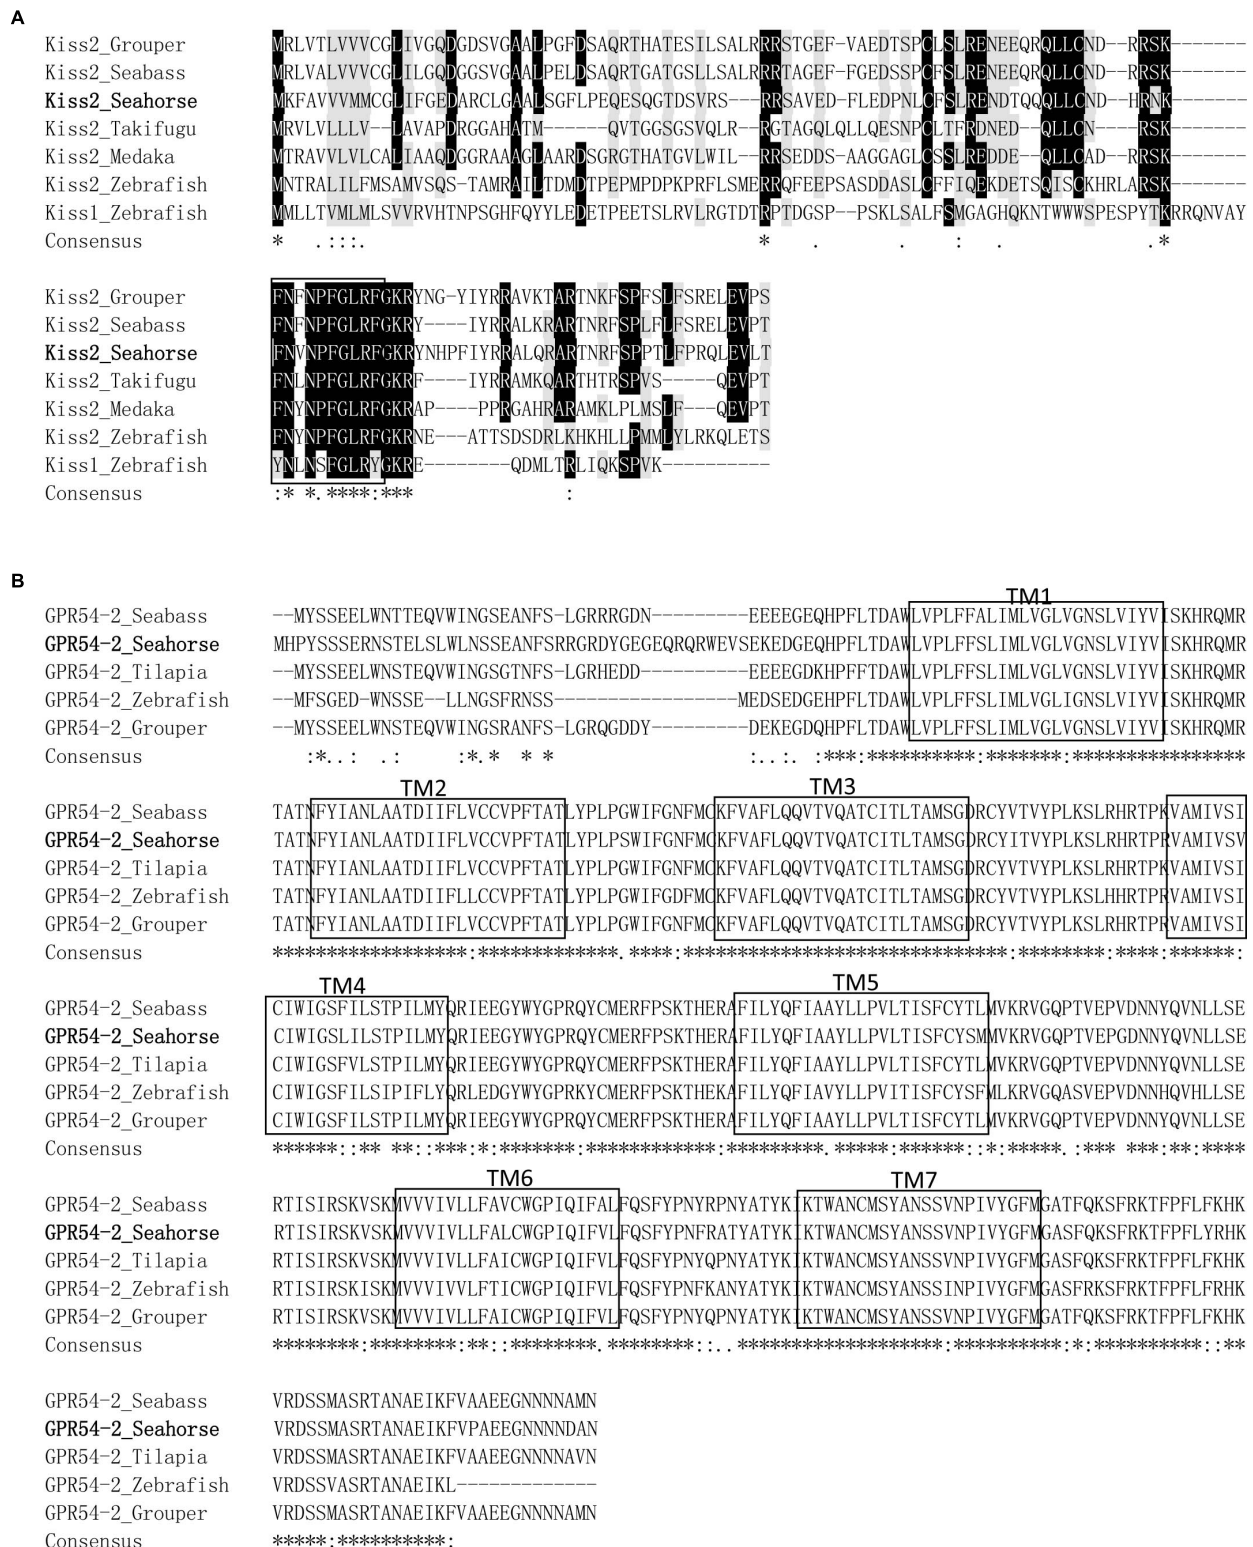 A
Kiss2_Grouper MRLVTLVVVCGLIVGQDGDSVGAALPGFDSAQRTHATESILSALRRRSTGEF-VAEDTSPCLSLRENEEQRQLLCND--RRSK-------
Kiss2_Seabass MRLVALVVVCGLILGQDGGSVGAALPELDSAQRTGATGSLLSALRRRTAGEF-FGEDSSPCFSLRENEEQRQLLCND--RRSK-------
Kiss2_Seahorse MKFAVVVMMCGLIFGEDARCLGAALSGFLPEQESQGTDSVRS--RRSAVED-FLEDPNLCFSLRENDTQQQLLCND--HRNK-------
Kiss2_Takifugu MRVLVLLLV--LAVAPDRGGAHATM------QVTGGSGSVQLR--RGTAGQLQLLQESNPCLTFRDNED--QLLCN----RSK-------
Kiss2_Medaka MTRAVVLVLCALIAAQDGGRAAAGLAARDSGRGTHATGVLWIL--RRSEDDS-AAGGAGLCSSLREDDE--QLLCAD--RRSK-------
Kiss2_Zebrafish MNTRALILFMSAMVSQS-TAMRAILTDMDTPEPMPDPKPRFLSMERRQFEEPSASDDASLCFFIQEKDETSQISCKHRLARSK-------
Kiss1_Zebrafish MMLLTVMLMLSVVRVHTNPSGHFQYYLEDETPEETSLRVLRGTDTRPTDGSP--PSKLSALFSMGAGHQKNTWWWSPESPYTKRRQNVAY
Consensus * .:::. * . . : . .*
Kiss2_Grouper FNFNPFGLRFGKRYNG-YIYRRAVKTARTNKFSPFSLFSRELEVPS
Kiss2_Seabass FNFNPFGLRFGKRY----IYRRALKRARTNRFSPLFLFSRELEVPT
Kiss2_Seahorse FNVNPFGLRFGKRYNHPFIYRRALQRARTNRFSPPTLFPRQLEVLT
Kiss2_Takifugu FNLNPFGLRFGKRF----IYRRAMKQARTHTRSPVS-----QEVPT
Kiss2_Medaka FNYNPFGLRFGKRAP----PPRGAHRARAMKLPLMSLF---QEVPT
Kiss2_Zebrafish FNYNPFGLRFGKRNE---ATTSDSDRLKHKHLLPMMLYLRKQLETS
Kiss1_Zebrafish YNLNSFGLRYGKRE--------QDMLTRLIQKSPVK----------
Consensus :* *.****:*** :
B
TM1
GPR54-2_Seabass --MYSSEELWNTTEQVWINGSEANFS-LGRRRGDN---------EEEEGEQHPFLTDAWLVPLFFALIMLVGLVGNSLVIYVISKHRQMR
GPR54-2_Seahorse MHPYSSSERNSTELSLWLNSSEANFSRRGRDYGEGEQRQRWEVSEKEDGEQHPFLTDAWLVPLFFSLIMLVGLVGNSLVIYVISKHRQMR
GPR54-2_Tilapia --MYSSEELWNSTEQVWINGSGTNFS-LGRHEDD----------EEEEGDKHPFFTDAWLVPLFFSLIMLVGLVGNSLVIYVISKHRQMR
GPR54-2_Zebrafish --MFSGED-WNSSE--LLNGSFRNSS-----------------MEDSEDGEHPFLTDAWLVPLFFSLIMLVGLIGNSLVIYVISKHRQMR
GPR54-2_Grouper --MYSSEELWNSTEQVWINGSRANFS-LGRQGDDY---------DEKEGDQHPFLTDAWLVPLFFSLIMLVGLVGNSLVIYVISKHRQMR
Consensus :*..: .: :*.* * * :..:. :***:**********:*******:****************
TM2 TM3
GPR54-2_Seabass TATNFYIANLAATDIIFLVCCVPFTATLYPLPGWIFGNFMCKFVAFLQQVTVQATCITLTAMSGDRCYVTVYPLKSLRHRTPKVAMIVSI
GPR54-2_Seahorse TATNFYIANLAATDIIFLVCCVPFTATLYPLPSWIFGNFMCKFVAFLQQVTVQATCITLTAMSGDRCYITVYPLKSLRHRTPRVAMIVSV
GPR54-2_Tilapia TATNFYIANLAATDIIFLVCCVPFTATLYPLPGWIFGNFMCKFVAFLQQVTVQATCITLTAMSGDRCYVTVYPLKSLRHRTPKVAMIVSI
GPR54-2_Zebrafish TATNFYIANLAATDIIFLLCCVPFTATLYPLPGWIFGDFMCKFVAFLQQVTVQATCITLTAMSGDRCYVTVYPLKSLHHRTPRVAMIVSI
GPR54-2_Grouper TATNFYIANLAATDIIFLVCCVPFTATLYPLPGWIFGNFMCKFVAFLQQVTVQATCITLTAMSGDRCYVTVYPLKSLRHRTPRVAMIVSI
Consensus ******************:*************.****:******************************:********:****:******:
TM4 TM5
GPR54-2_Seabass CIWIGSFILSTPILMYQRIEEGYWYGPRQYCMERFPSKTHERAFILYQFIAAYLLPVLTISFCYTLMVKRVGQPTVEPVDNNYQVNLLSE
GPR54-2_Seahorse CIWIGSLILSTPILMYQRIEEGYWYGPRQYCMERFPSKTHERAFILYQFIAAYLLPVLTISFCYSMMVKRVGQPTVEPGDNNYQVNLLSE
GPR54-2_Tilapia CIWIGSFVLSTPILMYQRIEEGYWYGPRQYCMERFPSKTHERAFILYQFIAAYLLPVLTISFCYTLMVKRVGQPTVEPVDNNYQVNLLSE
GPR54-2_Zebrafish CIWIGSFILSIPIFLYQRLEDGYWYGPRKYCMERFPSKTHEKAFILYQFIAVYLLPVITISFCYSFMLKRVGQASVEPVDNNHQVHLLSE
GPR54-2_Grouper CIWIGSFILSTPILMYQRIEEGYWYGPRQYCMERFPSKTHERAFILYQFIAAYLLPVLTISFCYTLMVKRVGQPTVEPVDNNYQVNLLSE
Consensus ******::** **::***:*:*******:************:*********.*****:******::*:*****.:*** ***:**:****
TM6 TM7
GPR54-2_Seabass RTISIRSKVSKMVVVIVLLFAVCWGPIQIFALFQSFYPNYRPNYATYKIKTWANCMSYANSSVNPIVYGFMGATFQKSFRKTFPFLFKHK
GPR54-2_Seahorse RTISIRSKVSKMVVVIVLLFALCWGPIQIFVLFQSFYPNFRATYATYKIKTWANCMSYANSSVNPIVYGFMGASFQKSFRKTFPFLYRHK
GPR54-2_Tilapia RTISIRSKVSKMVVVIVLLFAICWGPIQIFVLFQSFYPNYQPNYATYKIKTWANCMSYANSSVNPIVYGFMGASFQKSFRKTFPFLFKHK
GPR54-2_Zebrafish RTISIRSKISKMVVVIVVLFTICWGPIQIFVLFQSFYPNFKANYATYKIKTWANCMSYANSSINPIVYGFMGASFRKSFRKTFPFLFRHK
GPR54-2_Grouper RTISIRSKVSKMVVVIVLLFAICWGPIQIFVLFQSFYPNYQPNYATYKIKTWANCMSYANSSVNPIVYGFMGATFQKSFRKTFPFLFKHK
Consensus ********:********:**::********.********::..*******************:**********:*:**********::**
GPR54-2_Seabass VRDSSMASRTANAEIKFVAAEEGNNNNAMN
GPR54-2_Seahorse VRDSSMASRTANAEIKFVPAEEGNNNNDAN
GPR54-2_Tilapia VRDSSMASRTANAEIKFVAAEEGNNNNAVN
GPR54-2_Zebrafish VRDSSVASRTANAEIKL-------------
GPR54-2_Grouper VRDSSMASRTANAEIKFVAAEEGNNNNAMN
Consensus *****:**********: